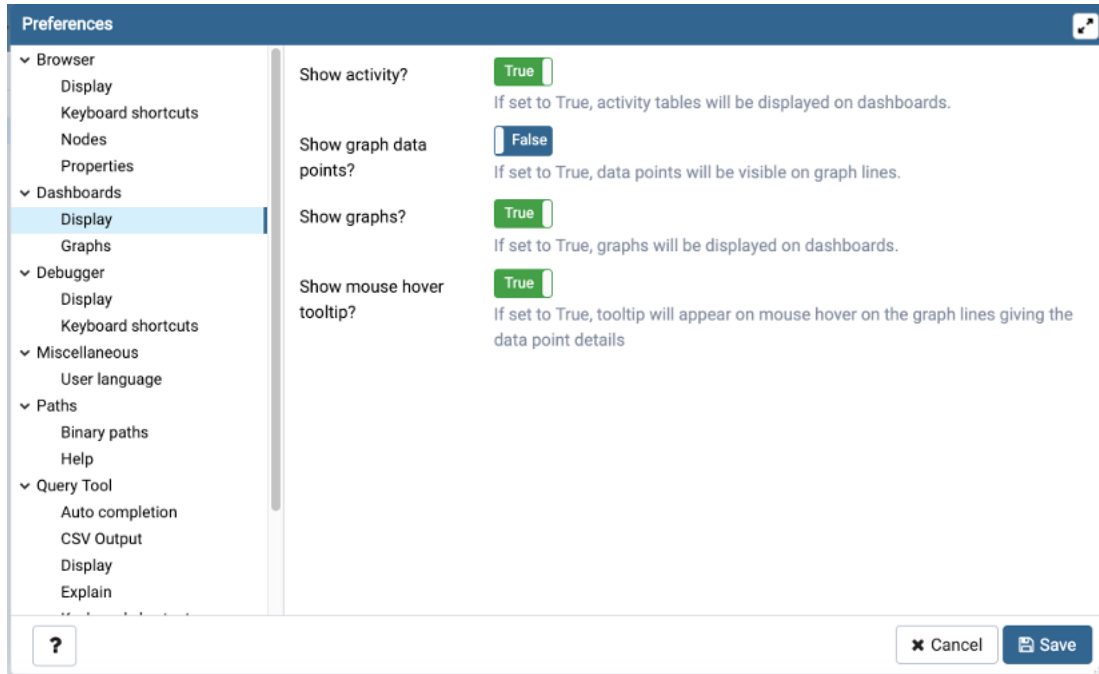 Preferences
Browser
Display
Keyboard shortcuts
Nodes
Properties
Dashboards
Display
Graphs
Debugger
Display
Keyboard shortcuts
Miscellaneous
User language
Paths
Binary paths
Help
Query Tool
Auto completion
CSV Output
Display
Explain
Show activity?
True
If set to True, activity tables will be displayed on dashboards.
Show graph data
points?
False
If set to True, data points will be visible on graph lines.
Show graphs?
True
If set to True, graphs will be displayed on dashboards.
Show mouse hover
tooltip?
True
If set to True, tooltip will appear on mouse hover on the graph lines giving the
data point details
?
Cancel
Save